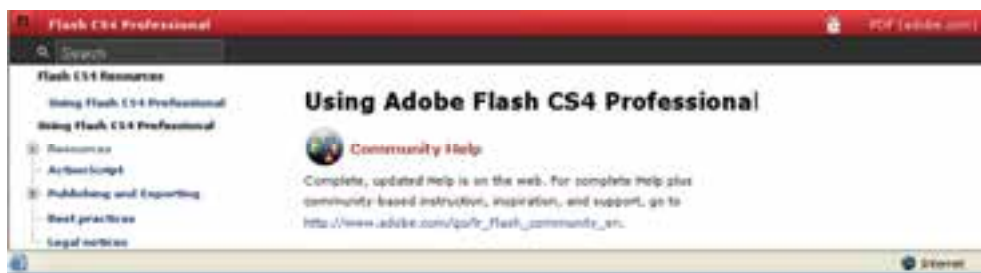 Flash CS4 Professional
PDF (adobe.com)
Search
Flash CS4 Resources
Using Flash CS4 Professional
Using Flash CS4 Professional
Resources
ActionScript
Publishing and Exporting
Best practices
Legal notices
Using Adobe Flash CS4 Professional
Community Help
Complete, updated Help is on the web. For complete Help plus
community-based instruction, inspiration, and support, go to
http://www.adobe.com/go/lr_Flash_community_en.
Internet